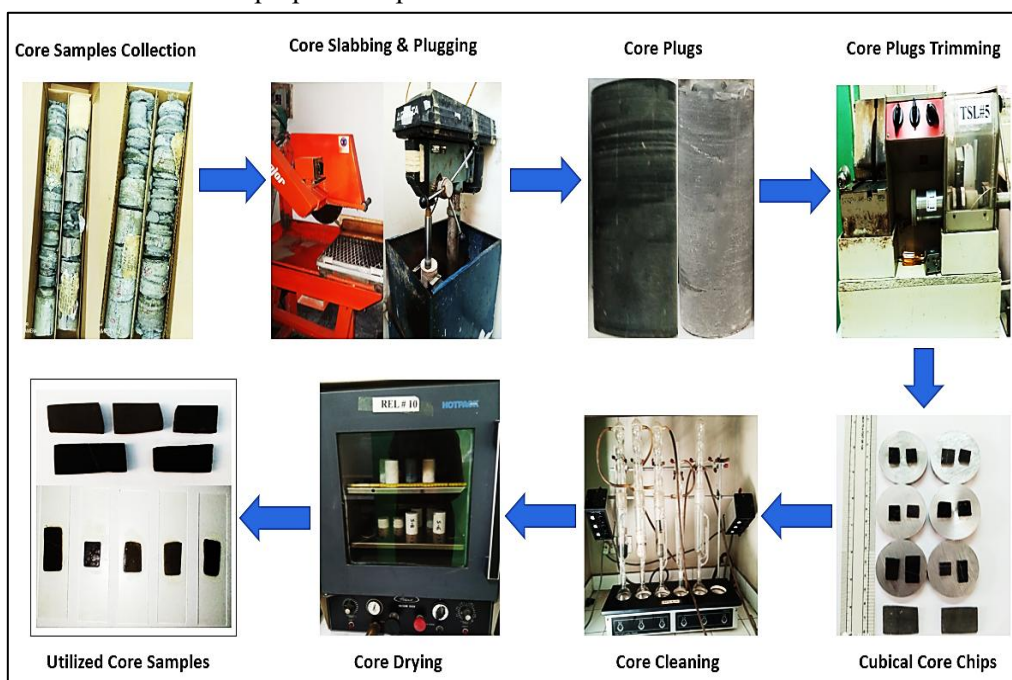 Core Samples Collection
Core Slabbing & Plugging
Core Plugs
Core Plugs Trimming
TSL#5
REL # 10
HOTPACK
Utilized Core Samples
Core Drying
Core Cleaning
Cubical Core Chips